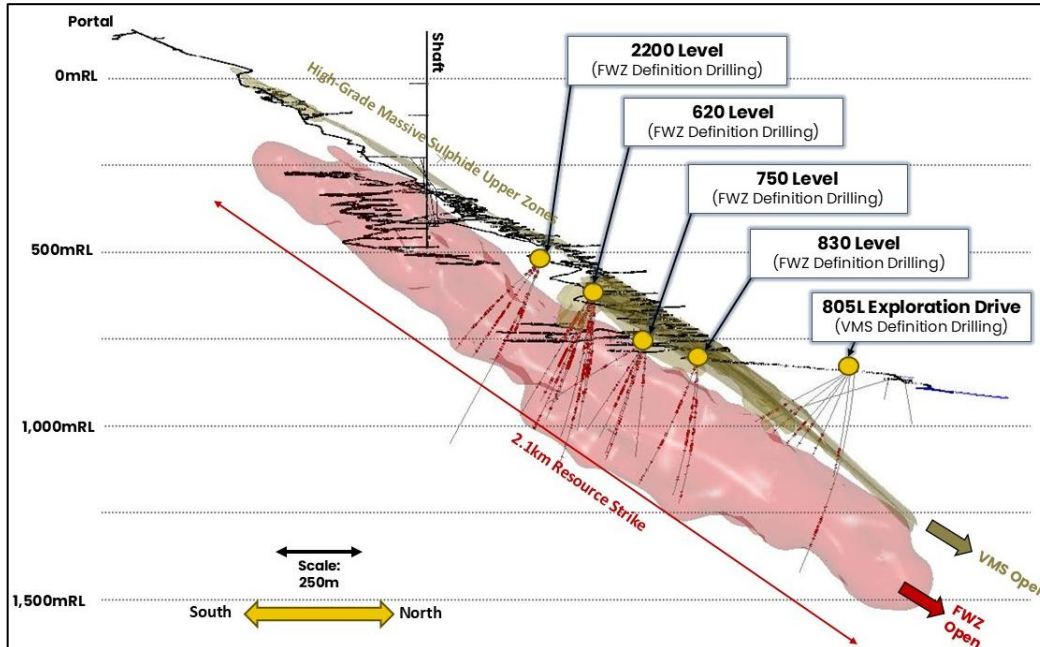 Portal
Shaft
0mRL
High-Grade Massive Sulphide Upper Zones
2200 Level
(FWZ Definition Drilling)
620 Level
(FWZ Definition Drilling)
750 Level
(FWZ Definition Drilling)
500mRL
830 Level
(FWZ Definition Drilling)
805L Exploration Drive
(VMS Definition Drilling)
1,000mRL
2.1km Resource Strike
Scale:
250m
VMS Open
1,500mRL
South
North
FWZ
Open